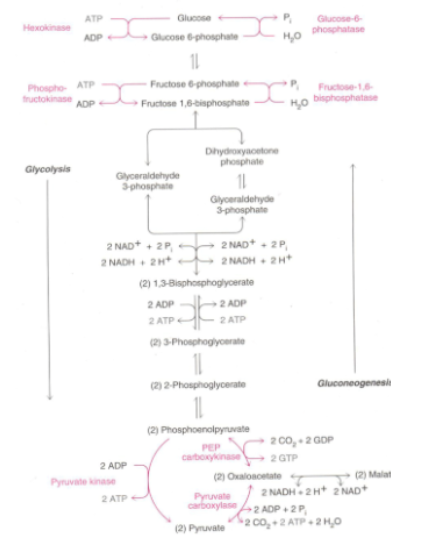 Hexokinase ATP Glucose Pi Glucose-6-phosphatase
ADP Glucose 6-phosphate H2O
Phospho-fructokinase ATP Fructose 6-phosphate Pi Fructose-1,6-bisphosphatase
ADP Fructose 1,6-bisphosphate H2O
Dihydroxyacetone
phosphate
Glyceraldehyde
3-phosphate
Glycolysis
Glyceraldehyde
3-phosphate
2 NAD+ + 2 Pi 2 NAD+ + 2 Pi
2 NADH + 2 H+ 2 NADH + 2 H+
(2) 1,3-Bisphosphoglycerate
2 ADP 2 ADP
2 ATP 2 ATP
(2) 3-Phosphoglycerate
(2) 2-Phosphoglycerate
Gluconeogenesis
(2) Phosphoenolpyruvate
PEP
carboxykinase
2 CO2 + 2 GDP
2 GTP
2 ADP
Pyruvate kinase
2 ATP
(2) Oxaloacetate (2) Malat
2 NADH + 2 H+ 2 NAD+
Pyruvate
carboxylase
2 ADP + 2 Pi
2 CO2 + 2 ATP + 2 H2O
(2) Pyruvate